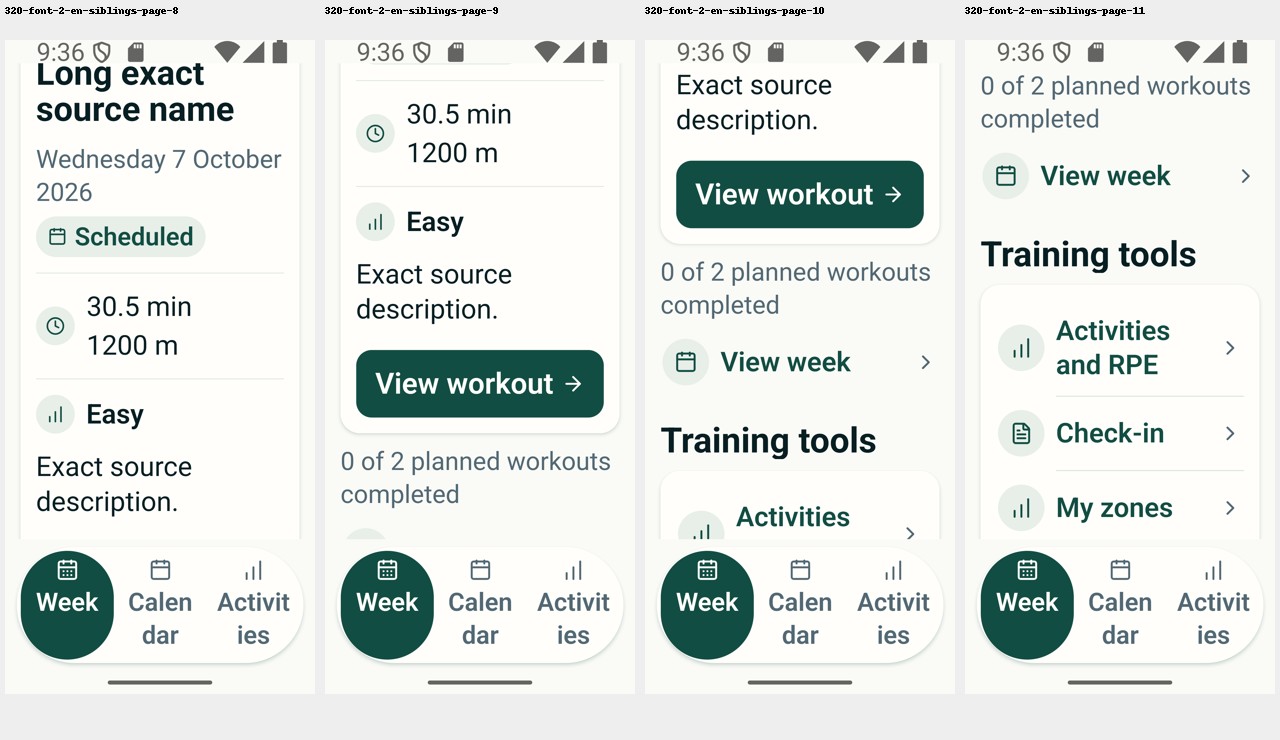 320-font-2-en-siblings-page-8
9:36
Long exact
source name
Wednesday 7 October
2026
Scheduled
30.5 min
1200 m
Easy
Exact source
description.
Week
Calen
dar
Activit
ies
320-font-2-en-siblings-page-9
9:36
30.5 min
1200 m
Easy
Exact source
description.
View workout
0 of 2 planned workouts
completed
Week
Calen
dar
Activit
ies
320-font-2-en-siblings-page-10
9:36
Exact source
description.
View workout
0 of 2 planned workouts
completed
View week
Training tools
Activities
Week
Calen
dar
Activit
ies
320-font-2-en-siblings-page-11
9:36
0 of 2 planned workouts
completed
View week
Training tools
Activities
and RPE
Check-in
My zones
Week
Calen
dar
Activit
ies